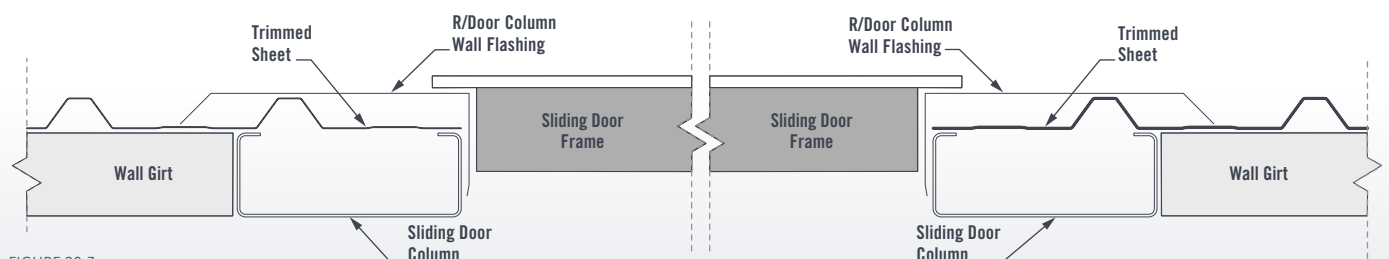 R/Door Column
Wall Flashing
Trimmed
Sheet
R/Door Column
Wall Flashing
Trimmed
Sheet
Sliding Door
Frame
Sliding Door
Frame
Wall Girt
Wall Girt
Sliding Door
Column
Sliding Door
Column